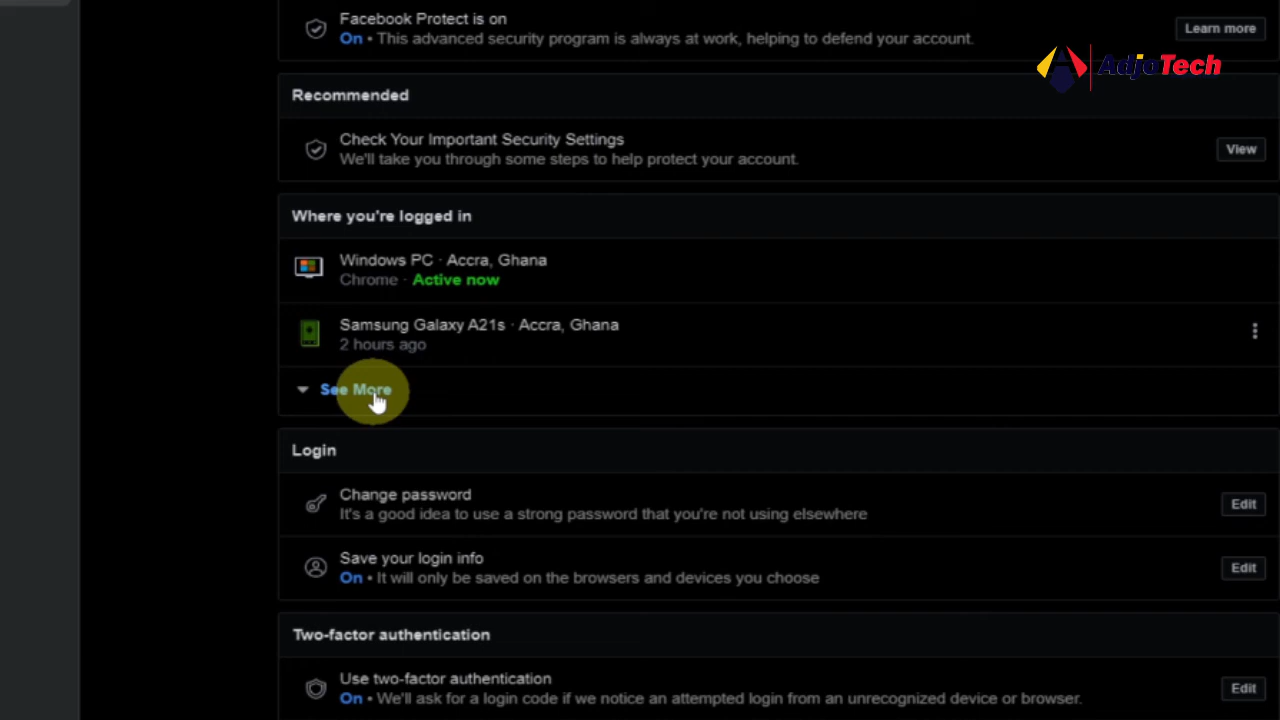 Facebook Protect is on
On • This advanced security program is always at work, helping to defend your account.
Learn more
AdjoTech
Recommended
Check Your Important Security Settings
We'll take you through some steps to help protect your account.
View
Where you're logged in
Windows PC · Accra, Ghana
Chrome · Active now
Samsung Galaxy A21s · Accra, Ghana
2 hours ago
See More
Login
Change password
It's a good idea to use a strong password that you're not using elsewhere
Edit
Save your login info
On • It will only be saved on the browsers and devices you choose
Edit
Two-factor authentication
Use two-factor authentication
On • We'll ask for a login code if we notice an attempted login from an unrecognized device or browser.
Edit